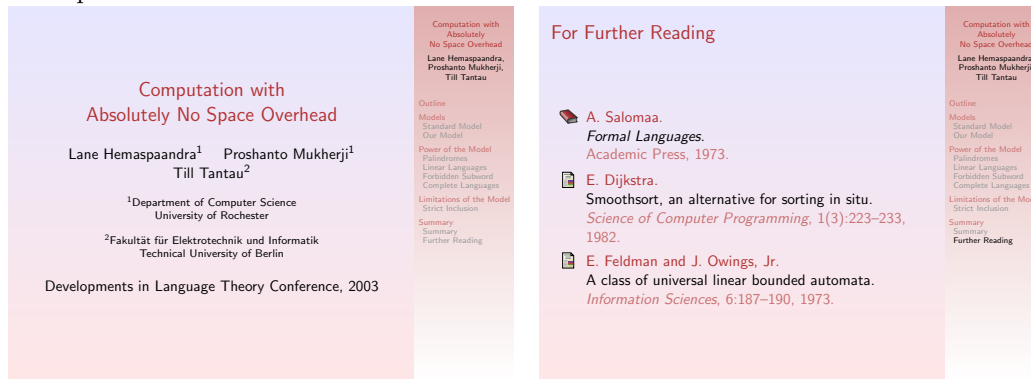 Computation with
Absolutely No Space Overhead
Lane Hemaspaandra¹ Proshanto Mukherji¹
Till Tantau²
¹Department of Computer Science
University of Rochester
²Fakultät für Elektrotechnik und Informatik
Technical University of Berlin
Developments in Language Theory Conference, 2003
Computation with
Absolutely
No Space Overhead
Lane Hemaspaandra,
Proshanto Mukherji,
Till Tantau
Outline
Models
Standard Model
Our Model
Power of the Model
Palindromes
Linear Languages
Forbidden Subword
Complete Languages
Limitations of the Model
Strict Inclusion
Summary
Summary
Further Reading
For Further Reading
A. Salomaa.
Formal Languages.
Academic Press, 1973.
E. Dijkstra.
Smoothsort, an alternative for sorting in situ.
Science of Computer Programming, 1(3):223–233,
1982.
E. Feldman and J. Owings, Jr.
A class of universal linear bounded automata.
Information Sciences, 6:187–190, 1973.
Computation with
Absolutely
No Space Overhead
Lane Hemaspaandra
Proshanto Mukherji
Till Tantau
Outline
Models
Standard Model
Our Model
Power of the Model
Palindromes
Linear Languages
Forbidden Subword
Complete Languages
Limitations of the Mod
Strict Inclusion
Summary
Summary
Further Reading